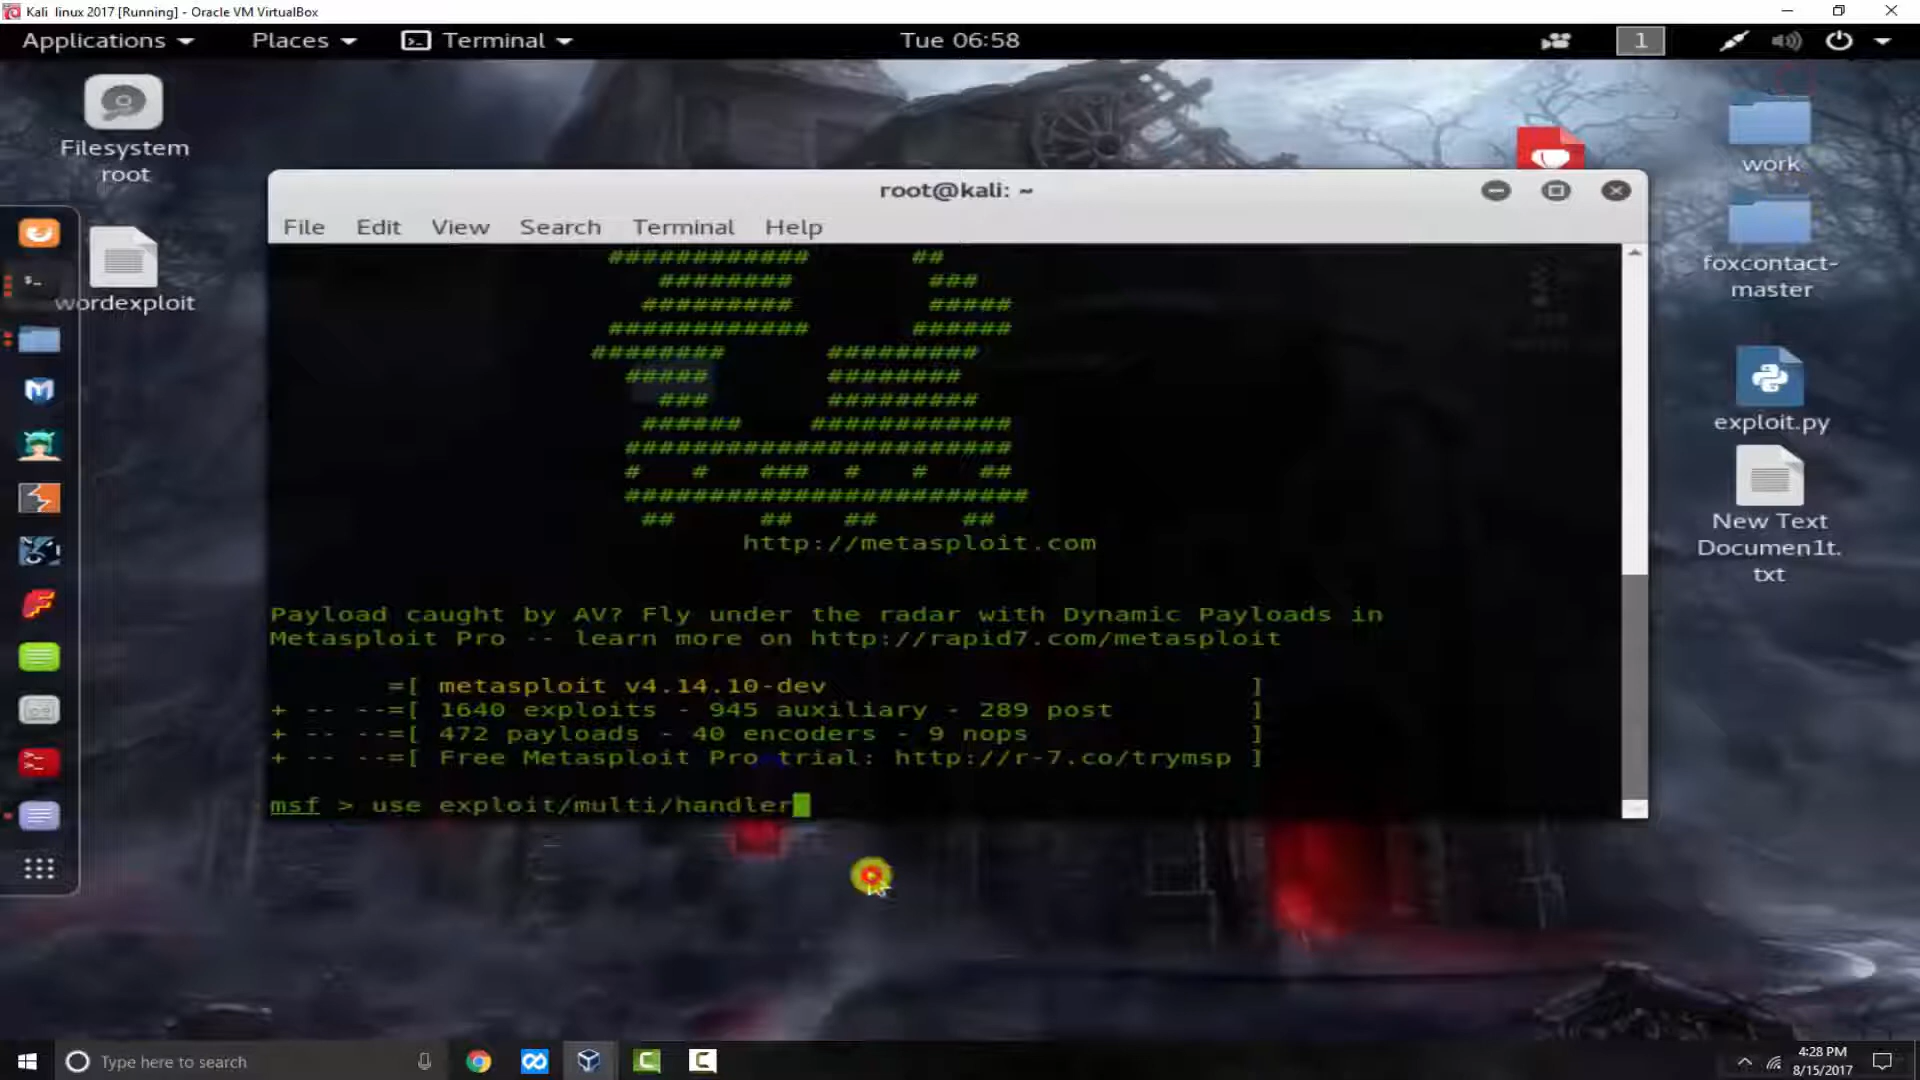 Kali linux 2017 [Running] - Oracle VM VirtualBox
Applications Places Terminal Tue 06:58 1
Filesystem
root
wordexploit
work
foxcontact-
master
exploit.py
New Text
Documen1t.
txt
root@kali: ~
File Edit View Search Terminal Help
############ ##
######## ###
######### #####
############ ######
######## #########
##### ########
### #########
###### ############
#######################
# # ### # # ##
########################
## ## ## ##
http://metasploit.com
Payload caught by AV? Fly under the radar with Dynamic Payloads in
Metasploit Pro -- learn more on http://rapid7.com/metasploit
=[ metasploit v4.14.10-dev ]
+ -- --=[ 1640 exploits - 945 auxiliary - 289 post ]
+ -- --=[ 472 payloads - 40 encoders - 9 nops ]
+ -- --=[ Free Metasploit Pro trial: http://r-7.co/trymsp ]
msf > use exploit/multi/handler
Type here to search
4:28 PM
8/15/2017